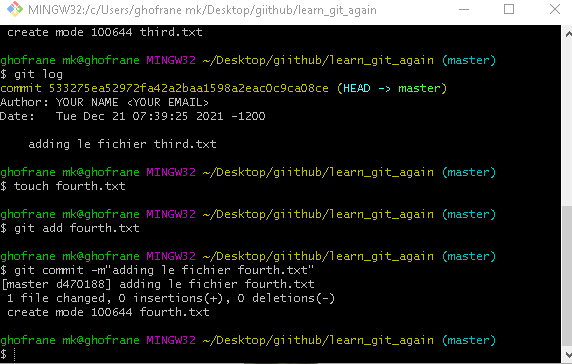 MINGW32:/c/Users/ghofrane mk/Desktop/giithub/learn_git_again
create mode 100644 third.txt
ghofrane mk@ghofrane MINGW32 ~/Desktop/giithub/learn_git_again (master)
$ git log
commit 533275ea52972fa42a2baa1598a2eac0c9ca08ce (HEAD -> master)
Author: YOUR NAME <YOUR EMAIL>
Date:   Tue Dec 21 07:39:25 2021 -1200
adding le fichier third.txt
ghofrane mk@ghofrane MINGW32 ~/Desktop/giithub/learn_git_again (master)
$ touch fourth.txt
ghofrane mk@ghofrane MINGW32 ~/Desktop/giithub/learn_git_again (master)
$ git add fourth.txt
ghofrane mk@ghofrane MINGW32 ~/Desktop/giithub/learn_git_again (master)
$ git commit -m"adding le fichier fourth.txt"
[master d470188] adding le fichier fourth.txt
1 file changed, 0 insertions(+), 0 deletions(-)
create mode 100644 fourth.txt
ghofrane mk@ghofrane MINGW32 ~/Desktop/giithub/learn_git_again (master)
$